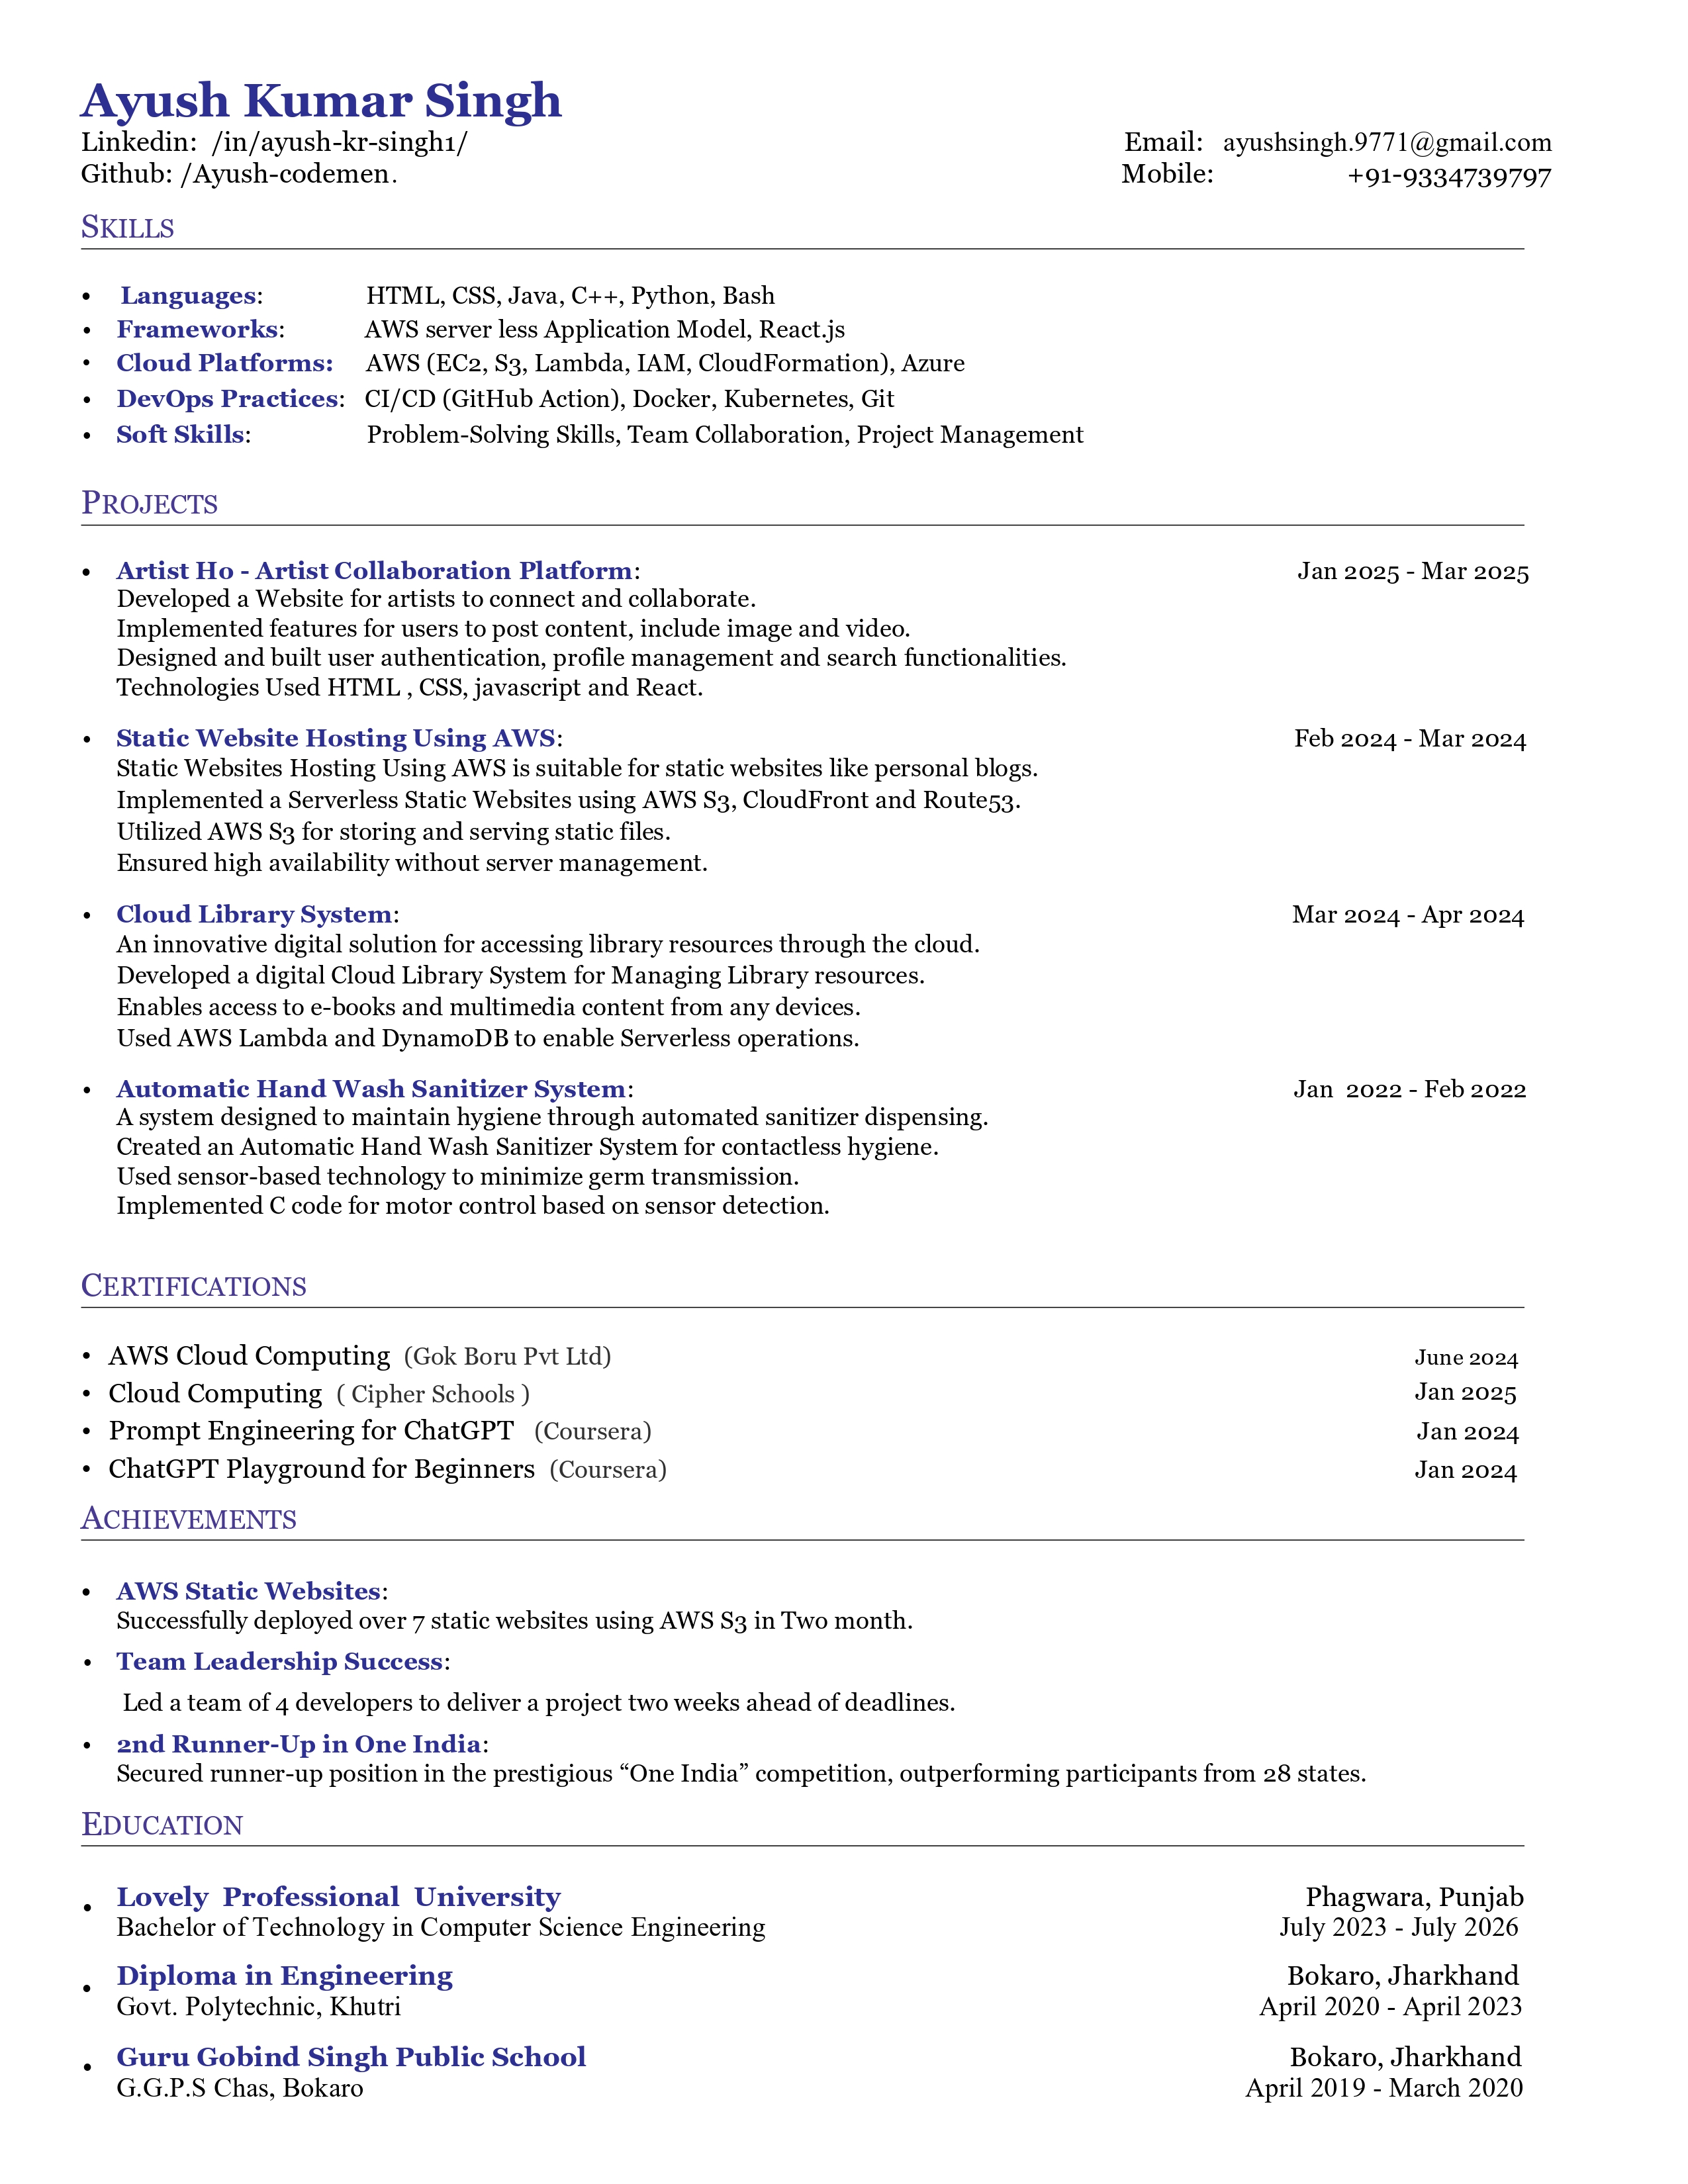 Ayush Kumar Singh
Linkedin: /in/ayush-kr-singh1/ Email: ayushsingh.9771@gmail.com
Github: /Ayush-codemen. Mobile: +91-9334739797
SKILLS
• Languages: HTML, CSS, Java, C++, Python, Bash
• Frameworks: AWS server less Application Model, React.js
• Cloud Platforms: AWS (EC2, S3, Lambda, IAM, CloudFormation), Azure
• DevOps Practices: CI/CD (GitHub Action), Docker, Kubernetes, Git
• Soft Skills: Problem-Solving Skills, Team Collaboration, Project Management
PROJECTS
• Artist Ho - Artist Collaboration Platform: Jan 2025 - Mar 2025
Developed a Website for artists to connect and collaborate.
Implemented features for users to post content, include image and video.
Designed and built user authentication, profile management and search functionalities.
Technologies Used HTML , CSS, javascript and React.
• Static Website Hosting Using AWS: Feb 2024 - Mar 2024
Static Websites Hosting Using AWS is suitable for static websites like personal blogs.
Implemented a Serverless Static Websites using AWS S3, CloudFront and Route53.
Utilized AWS S3 for storing and serving static files.
Ensured high availability without server management.
• Cloud Library System: Mar 2024 - Apr 2024
An innovative digital solution for accessing library resources through the cloud.
Developed a digital Cloud Library System for Managing Library resources.
Enables access to e-books and multimedia content from any devices.
Used AWS Lambda and DynamoDB to enable Serverless operations.
• Automatic Hand Wash Sanitizer System: Jan 2022 - Feb 2022
A system designed to maintain hygiene through automated sanitizer dispensing.
Created an Automatic Hand Wash Sanitizer System for contactless hygiene.
Used sensor-based technology to minimize germ transmission.
Implemented C code for motor control based on sensor detection.
CERTIFICATIONS
• AWS Cloud Computing (Gok Boru Pvt Ltd) June 2024
• Cloud Computing ( Cipher Schools ) Jan 2025
• Prompt Engineering for ChatGPT (Coursera) Jan 2024
• ChatGPT Playground for Beginners (Coursera) Jan 2024
ACHIEVEMENTS
• AWS Static Websites:
Successfully deployed over 7 static websites using AWS S3 in Two month.
• Team Leadership Success:
Led a team of 4 developers to deliver a project two weeks ahead of deadlines.
• 2nd Runner-Up in One India:
Secured runner-up position in the prestigious “One India” competition, outperforming participants from 28 states.
EDUCATION
• Lovely Professional University Phagwara, Punjab
Bachelor of Technology in Computer Science Engineering July 2023 - July 2026
• Diploma in Engineering Bokaro, Jharkhand
Govt. Polytechnic, Khutri April 2020 - April 2023
• Guru Gobind Singh Public School Bokaro, Jharkhand
G.G.P.S Chas, Bokaro April 2019 - March 2020